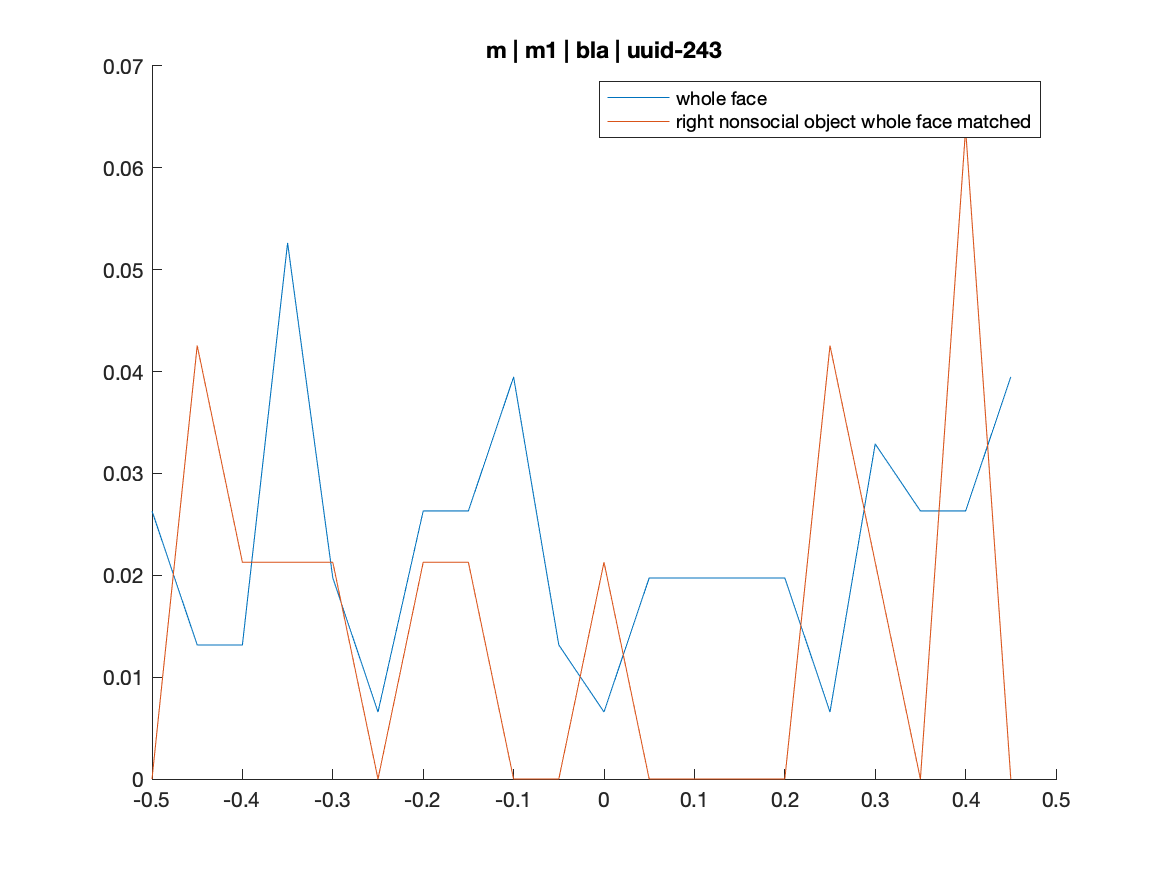 m | m1 | bla | uuid-243
whole face
right nonsocial object whole face matched
0.07
0.06
0.05
0.04
0.03
0.02
0.01
0
-0.5 -0.4 -0.3 -0.2 -0.1 0 0.1 0.2 0.3 0.4 0.5